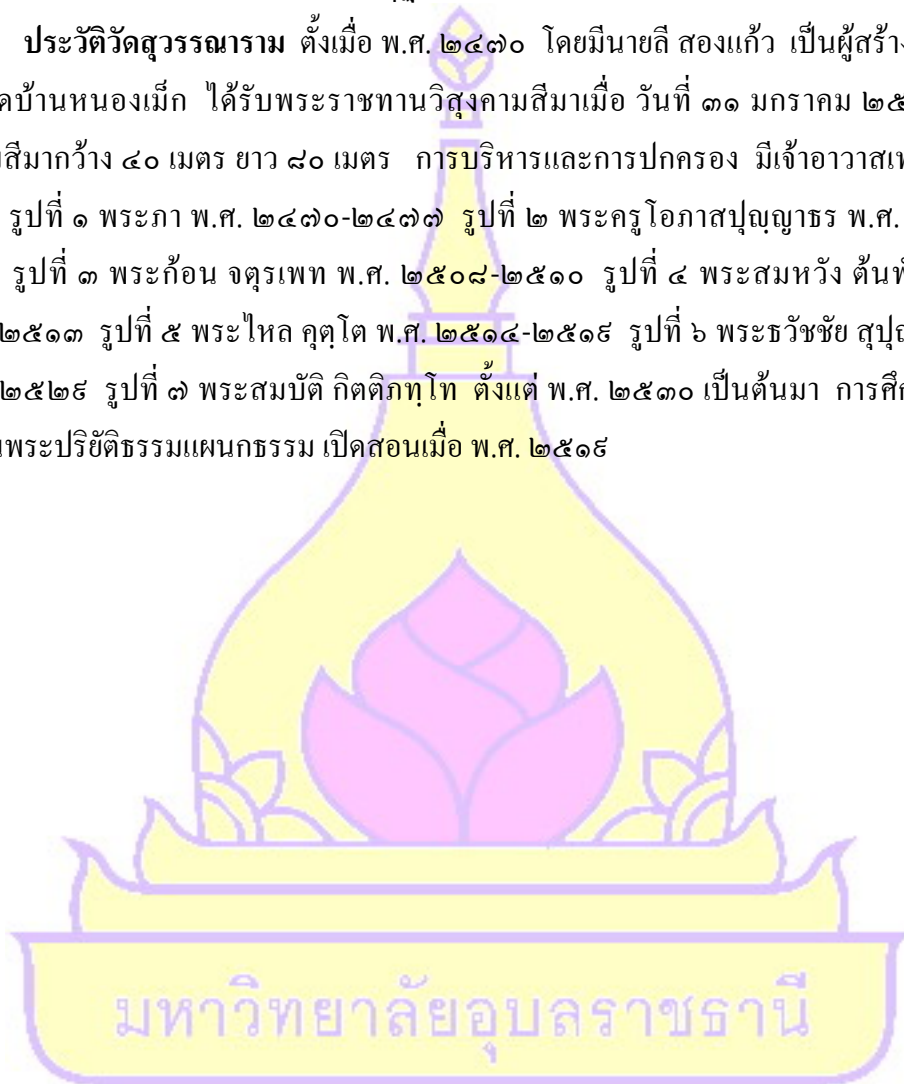 ประวัติวัดสุวรรณาราม ตั้งเมื่อ พ.ศ. ๒๔๗๐ โดยมีนายลี สองแก้ว เป็นผู้สร้าง
บ้านหนองเม็ก ได้รับพระราชทานวิสุงคามสีมาเมื่อ วันที่ ๓๑ มกราคม ๒๕
สีมากว้าง ๔๐ เมตร ยาว ๘๐ เมตร การบริหารและการปกครอง มีเจ้าอาวาสเท
รูปที่ ๑ พระภา พ.ศ. ๒๔๗๐-๒๔๗๗ รูปที่ ๒ พระครูโอภาสปุญฺญาธร พ.ศ.
รูปที่ ๓ พระก้อน จตุรเพท พ.ศ. ๒๕๐๘-๒๕๑๐ รูปที่ ๔ พระสมหวัง ต้นพั
๒๕๑๓ รูปที่ ๕ พระไหล คุตฺโต พ.ศ. ๒๕๑๔-๒๕๑๙ รูปที่ ๖ พระธวัชชัย สุปุญ
๒๕๒๙ รูปที่ ๗ พระสมบัติ กิตติภทฺโท ตั้งแต่ พ.ศ. ๒๕๓๐ เป็นต้นมา การศึก
พระปริยัติธรรมแผนกธรรม เปิดสอนเมื่อ พ.ศ. ๒๕๑๙
มหาวิทยาลัยอุบลราชธานี